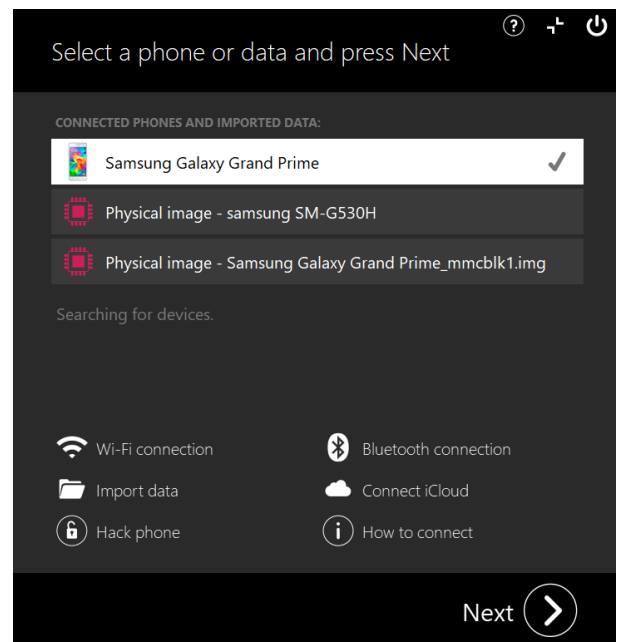 Select a phone or data and press Next
CONNECTED PHONES AND IMPORTED DATA:
Samsung Galaxy Grand Prime
Physical image - samsung SM-G530H
Physical image - Samsung Galaxy Grand Prime_mmcblk1.img
Searching for devices.
Wi-Fi connection
Bluetooth connection
Import data
Connect iCloud
Hack phone
How to connect
Next